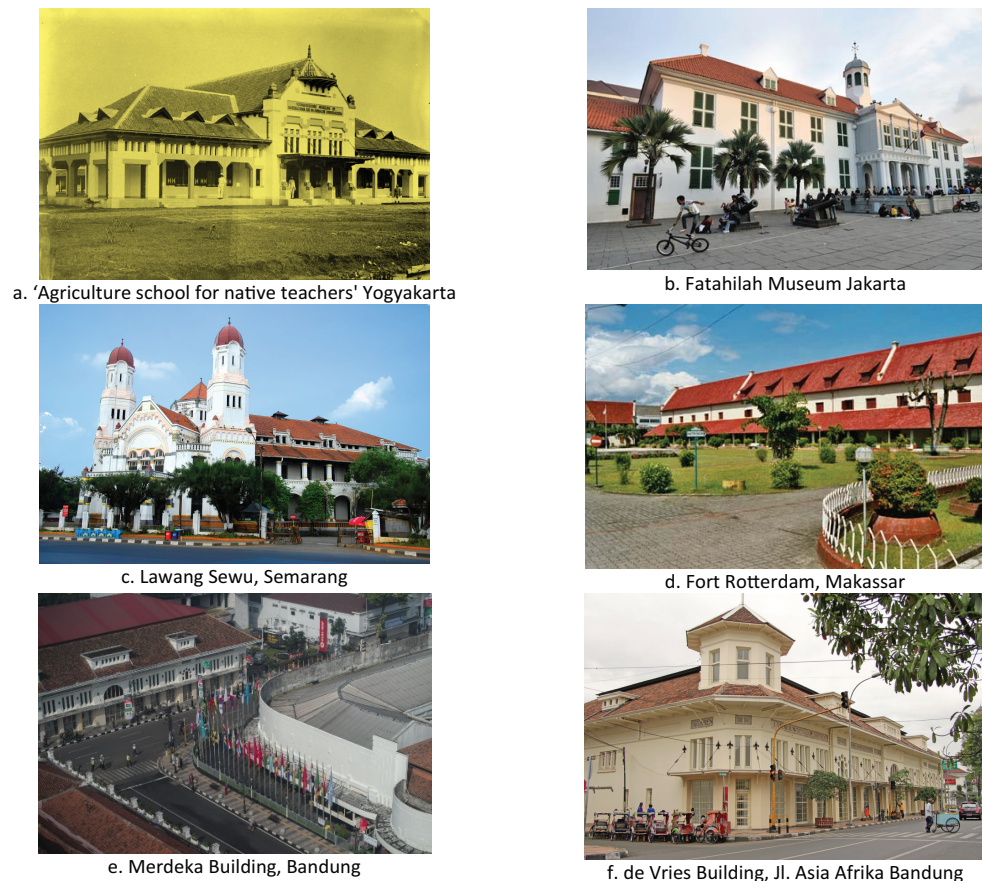 a. ‘Agriculture school for native teachers' Yogyakarta
b. Fatahilah Museum Jakarta
c. Lawang Sewu, Semarang
d. Fort Rotterdam, Makassar
e. Merdeka Building, Bandung
f. de Vries Building, Jl. Asia Afrika Bandung